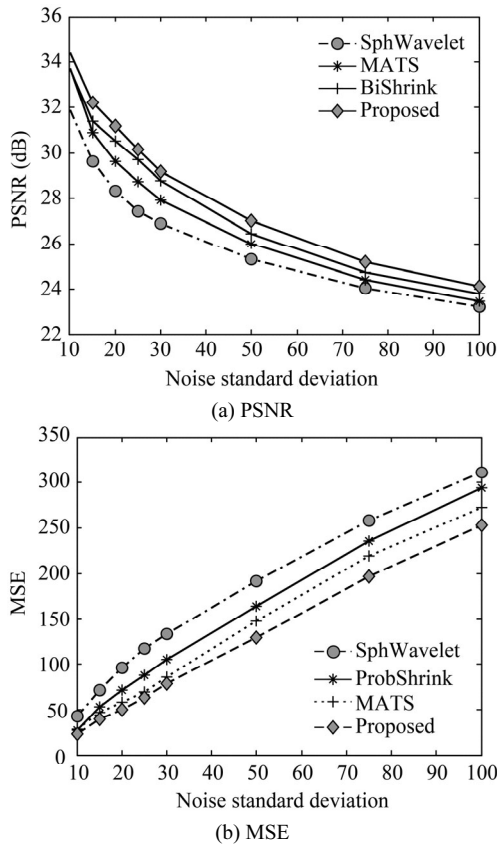 36
34
32
30
28
26
24
22
PSNR (dB)
SphWavelet
MATS
BiShrink
Proposed
10 20 30 40 50 60 70 80 90 100
Noise standard deviation
(a) PSNR
350
300
250
200
150
100
50
0
MSE
SphWavelet
ProbShrink
MATS
Proposed
10 20 30 40 50 60 70 80 90 100
Noise standard deviation
(b) MSE